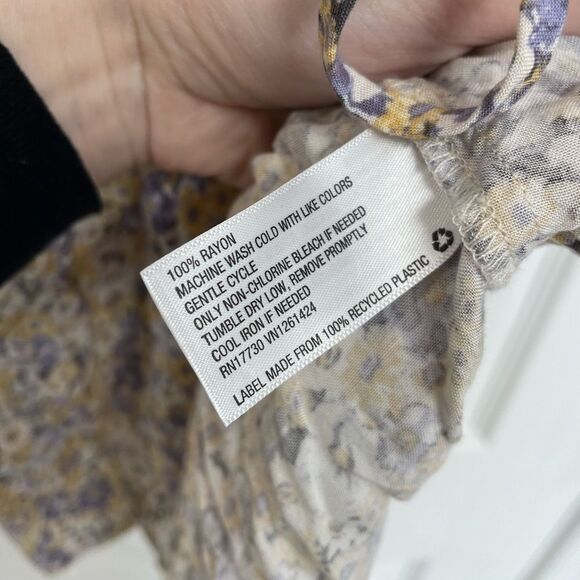 100% RAYON
MACHINE WASH COLD WITH LIKE COLORS
GENTLE CYCLE
ONLY NON-CHLORINE BLEACH IF NEEDED
TUMBLE DRY LOW, REMOVE PROMPTLY
COOL IRON IF NEEDED
RN17730 VN1261424
LABEL MADE FROM 100% RECYCLED PLASTIC